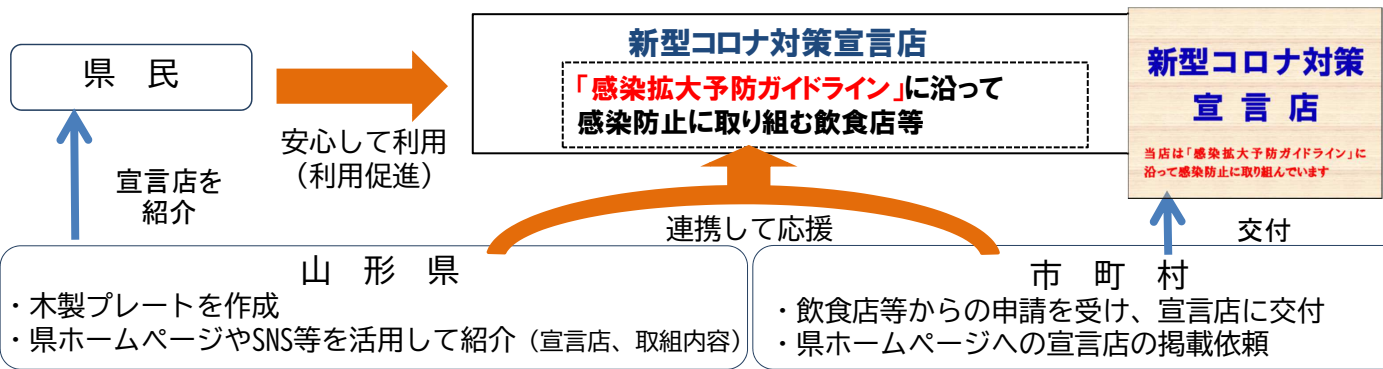 県 民
安心して利用
（利用促進）
宣言店を
紹介
新型コロナ対策宣言店
「感染拡大予防ガイドライン」に沿って
感染防止に取り組む飲食店等
新型コロナ対策
宣 言 店
当店は「感染拡大予防ガイドライン」に
沿って感染防止に取り組んでいます
連携して応援
交付
山 形 県
・木製プレートを作成
・県ホームページやSNS等を活用して紹介（宣言店、取組内容）
市 町 村
・飲食店等からの申請を受け、宣言店に交付
・県ホームページへの宣言店の掲載依頼